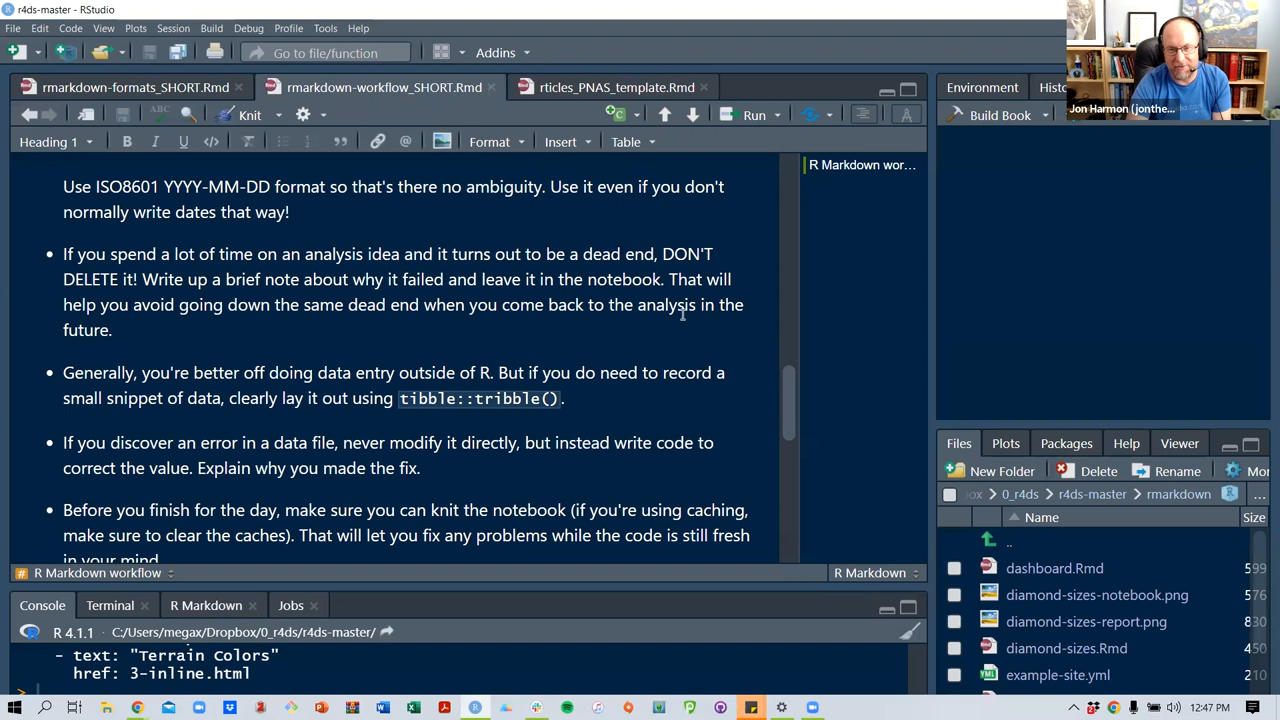 r4ds-master - RStudio
File Edit Code View Plots Session Build Debug Profile Tools Help
Go to file/function Addins
rmarkdown-formats_SHORT.Rmd rmarkdown-workflow_SHORT.Rmd rticles_PNAS_template.Rmd
ABC Knit Run
Heading 1 B I U Format Insert Table
Use ISO8601 YYYY-MM-DD format so that's there no ambiguity. Use it even if you don't
normally write dates that way!
If you spend a lot of time on an analysis idea and it turns out to be a dead end, DON'T
DELETE it! Write up a brief note about why it failed and leave it in the notebook. That will
help you avoid going down the same dead end when you come back to the analysis in the
future.
Generally, you're better off doing data entry outside of R. But if you do need to record a
small snippet of data, clearly lay it out using tibble::tribble().
If you discover an error in a data file, never modify it directly, but instead write code to
correct the value. Explain why you made the fix.
Before you finish for the day, make sure you can knit the notebook (if you're using caching,
make sure to clear the caches). That will let you fix any problems while the code is still fresh
in your mind
R Markdown wor...
# R Markdown workflow R Markdown
Console Terminal R Markdown Jobs
R 4.1.1 · C:/Users/megax/Dropbox/0_r4ds/r4ds-master/
- text: "Terrain Colors"
href: 3-inline.html
>
Jon Harmon (jonthe...
Environment Histo
Build Book
Files Plots Packages Help Viewer
New Folder Delete Rename Mor
ox 0_r4ds r4ds-master rmarkdown ...
Name Size
..
dashboard.Rmd 599
diamond-sizes-notebook.png 576
diamond-sizes-report.png 830
diamond-sizes.Rmd 450
example-site.yml 210
12:47 PM